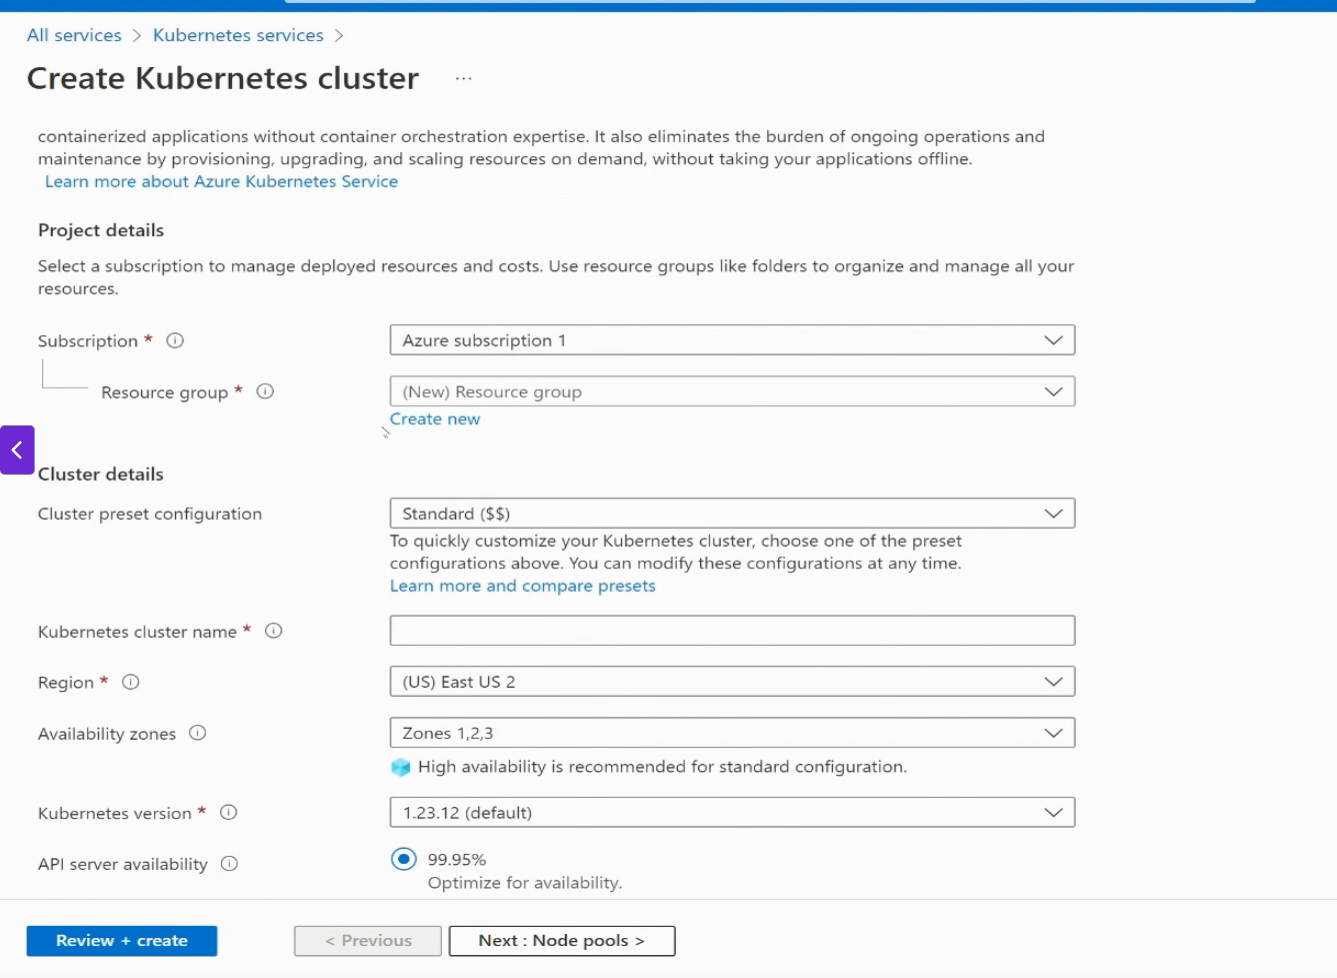 All services > Kubernetes services >
Create Kubernetes cluster ...
containerized applications without container orchestration expertise. It also eliminates the burden of ongoing operations and
maintenance by provisioning, upgrading, and scaling resources on demand, without taking your applications offline.
Learn more about Azure Kubernetes Service
Project details
Select a subscription to manage deployed resources and costs. Use resource groups like folders to organize and manage all your
resources.
Subscription * Azure subscription 1
Resource group * (New) Resource group
Create new
Cluster details
Cluster preset configuration Standard ($$)
To quickly customize your Kubernetes cluster, choose one of the preset
configurations above. You can modify these configurations at any time.
Learn more and compare presets
Kubernetes cluster name *
Region * (US) East US 2
Availability zones Zones 1,2,3
High availability is recommended for standard configuration.
Kubernetes version * 1.23.12 (default)
API server availability 99.95%
Optimize for availability.
Review + create < Previous Next : Node pools >